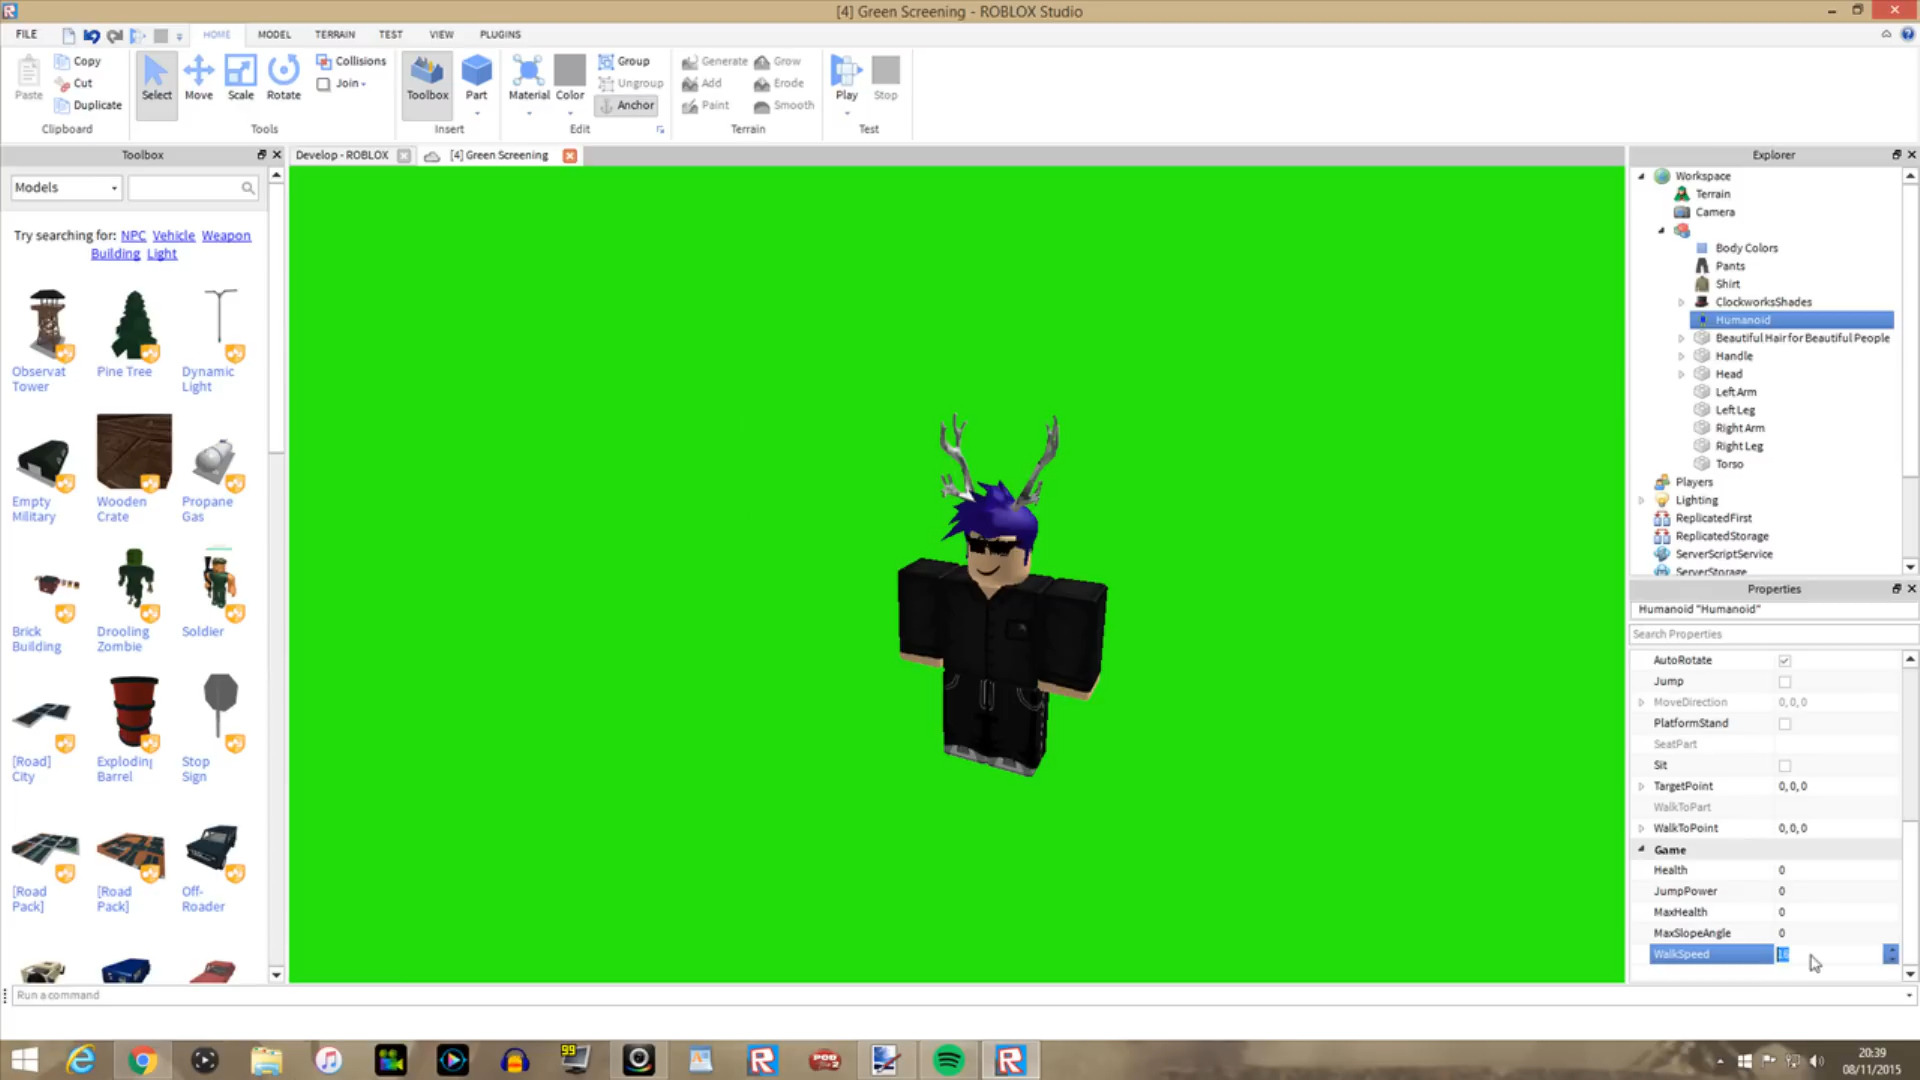 [4] Green Screening - ROBLOX Studio
FILE
HOME
MODEL
TERRAIN
TEST
VIEW
PLUGINS
Paste
Copy
Cut
Duplicate
Clipboard
Select
Move
Scale
Rotate
Collisions
Join
Tools
Toolbox
Part
Insert
Material
Color
Group
Ungroup
Anchor
Edit
Generate
Grow
Add
Erode
Paint
Smooth
Terrain
Play
Stop
Test
Toolbox
Develop - ROBLOX
[4] Green Screening
Explorer
Models
Try searching for: NPC Vehicle Weapon
Building Light
Observat
Tower
Pine Tree
Dynamic
Light
Empty
Military
Wooden
Crate
Propane
Gas
Brick
Building
Drooling
Zombie
Soldier
[Road]
City
Exploding
Barrel
Stop
Sign
[Road
Pack]
[Road
Pack]
Off-
Roader
Workspace
Terrain
Camera
Body Colors
Pants
Shirt
ClockworksShades
Humanoid
Beautiful Hair for Beautiful People
Handle
Head
Left Arm
Left Leg
Right Arm
Right Leg
Torso
Players
Lighting
ReplicatedFirst
ReplicatedStorage
ServerScriptService
ServerStorage
Properties
Humanoid "Humanoid"
Search Properties
AutoRotate
Jump
MoveDirection 0, 0, 0
PlatformStand
SeatPart
Sit
TargetPoint 0, 0, 0
WalkToPart
WalkToPoint 0, 0, 0
Game
Health 0
JumpPower 0
MaxHealth 0
MaxSlopeAngle 0
WalkSpeed 16
Run a command
99
POD
20:39
08/11/2015